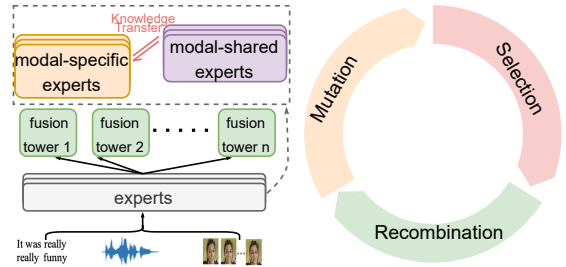 Knowledge
Transfer
modal-specific
experts
modal-shared
experts
fusion
tower 1
fusion
tower 2
fusion
tower n
experts
It was really
really funny
Mutation
Selection
Recombination